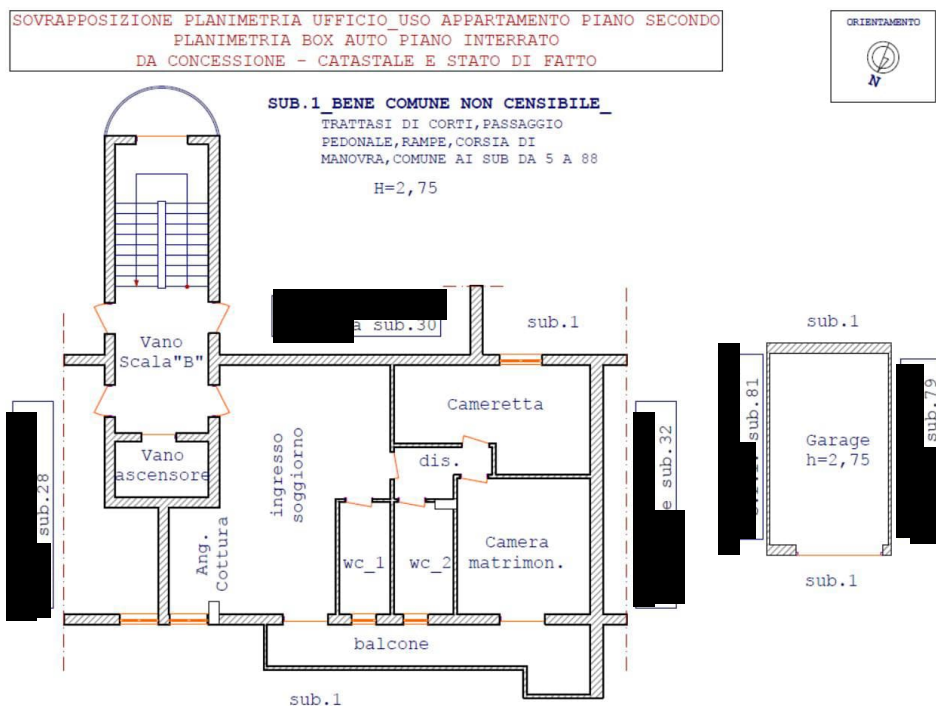 SOVRAPPOSIZIONE PLANIMETRIA UFFICIO_USO APPARTAMENTO PIANO SECONDO
PLANIMETRIA BOX AUTO PIANO INTERRATO
DA CONCESSIONE - CATASTALE E STATO DI FATTO
ORIENTAMENTO
N
SUB.1_BENE COMUNE NON CENSIBILE_
TRATTASI DI CORTI,PASSAGGIO
PEDONALE,RAMPE,CORSIA DI
MANOVRA,COMUNE AI SUB DA 5 A 88
H=2,75
sub.30
sub.1
Vano
Scala"B"
Cameretta
dis.
Vano
ascensore
ingresso
soggiorno
Ang.
Cottura
wc_1
wc_2
Camera
matrimon.
balcone
sub.1
sub.28
sub.32
sub.1
sub.81
Garage
h=2,75
sub.79
sub.1